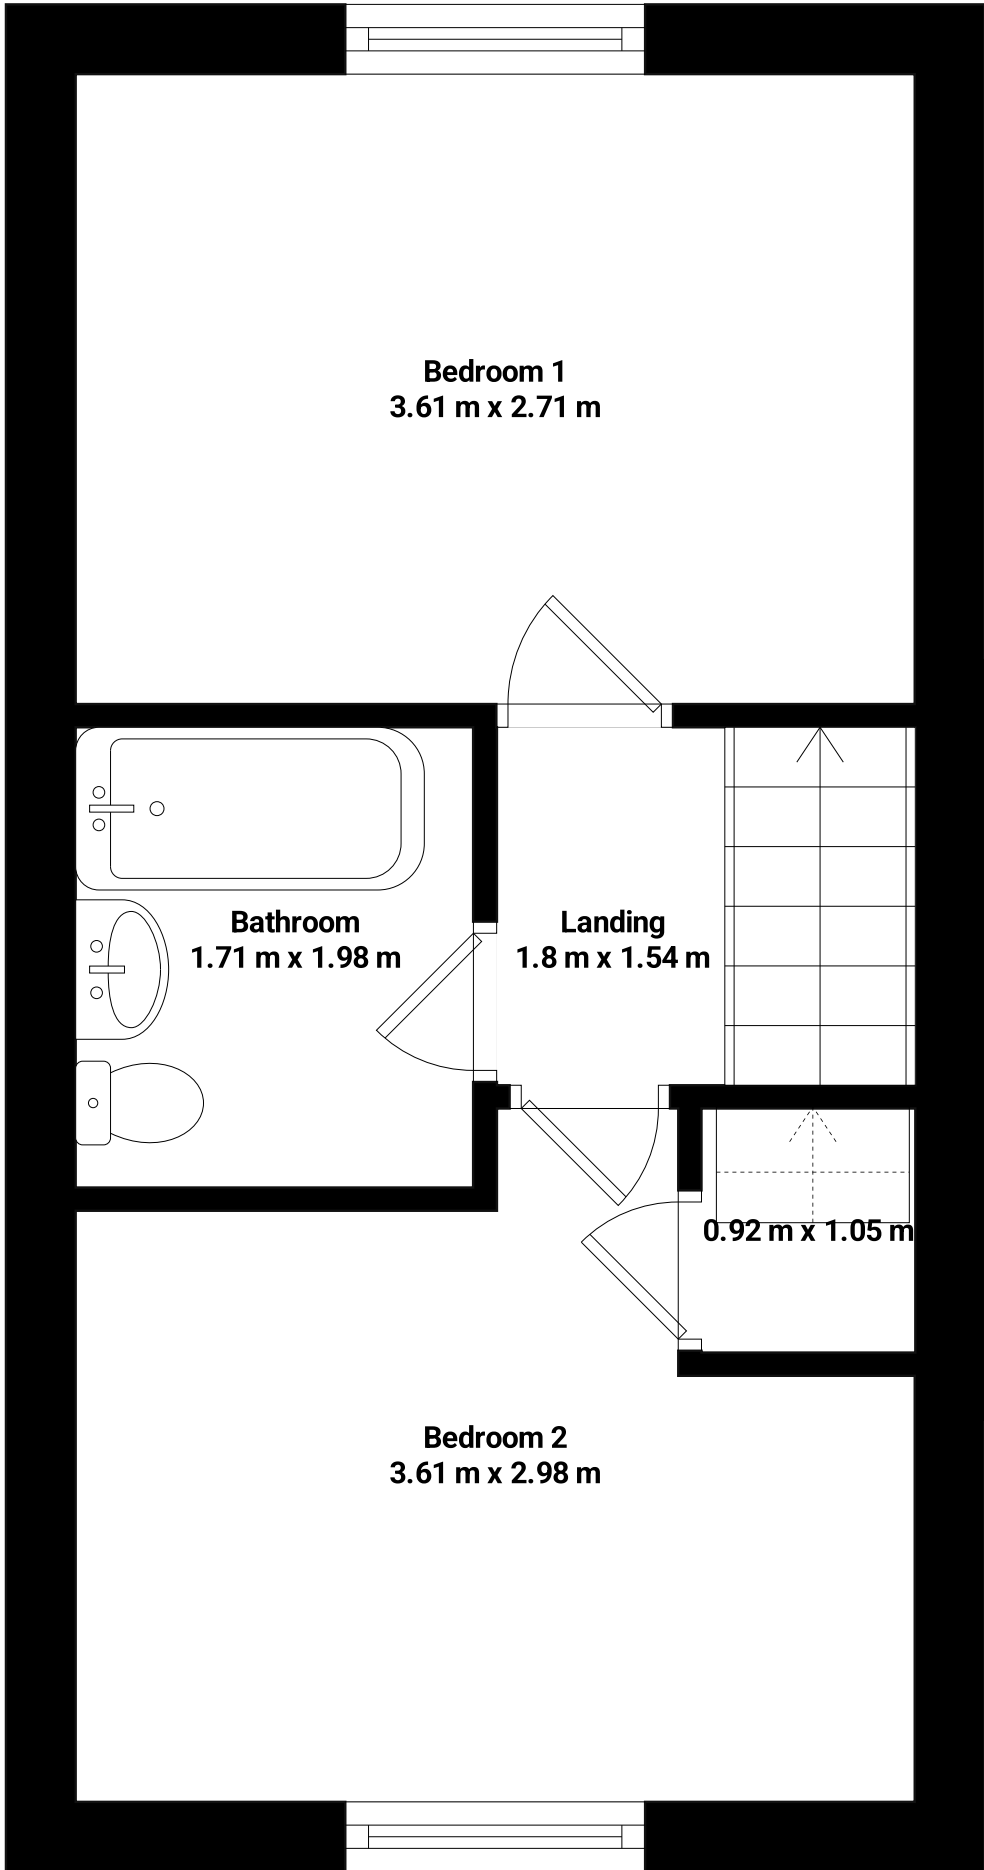 Bedroom 1
3.61 m x 2.71 m
Bathroom
1.71 m x 1.98 m
Landing
1.8 m x 1.54 m
0.92 m x 1.05 m
Bedroom 2
3.61 m x 2.98 m